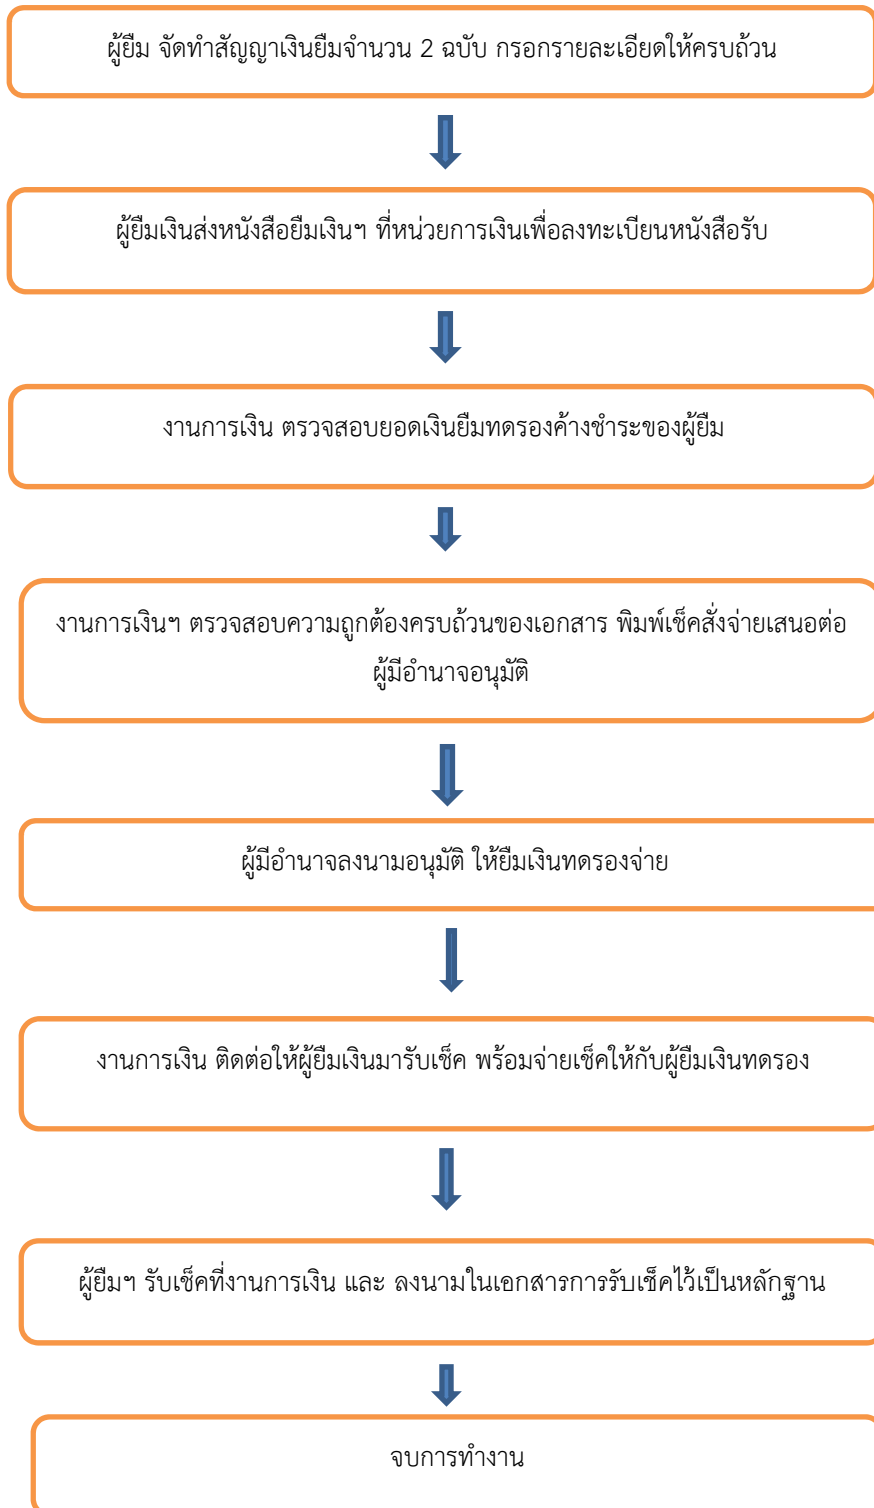 ผู้ยืม จัดทำสัญญาเงินยืมจำนวน 2 ฉบับ กรอกรายละเอียดให้ครบถ้วน
ผู้ยืมเงินส่งหนังสือยืมเงินฯ ที่หน่วยการเงินเพื่อลงทะเบียนหนังสือรับ
งานการเงิน ตรวจสอบยอดเงินยืมทดรองค้างชำระของผู้ยืม
งานการเงินฯ ตรวจสอบความถูกต้องครบถ้วนของเอกสาร พิมพ์เช็คสั่งจ่ายเสนอต่อ
ผู้มีอำนาจอนุมัติ
ผู้มีอำนาจลงนามอนุมัติ ให้ยืมเงินทดรองจ่าย
งานการเงิน ติดต่อให้ผู้ยืมเงินมารับเช็ค พร้อมจ่ายเช็คให้กับผู้ยืมเงินทดรอง
ผู้ยืมฯ รับเช็คที่งานการเงิน และ ลงนามในเอกสารการรับเช็คไว้เป็นหลักฐาน
จบการทำงาน